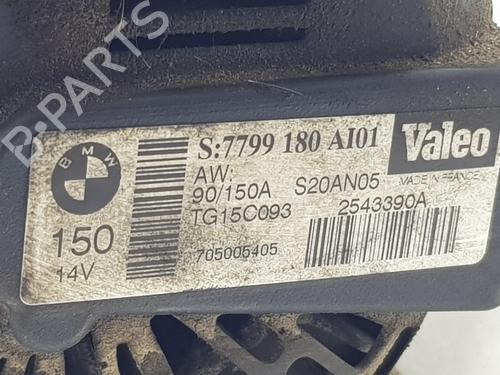 B-PARTS
BMW
S:7799 180 AI01
Valeo
AW:
90/150A
S20AN05
MADE IN FRANCE
TG15C093
2543390A
150
14V
705005405